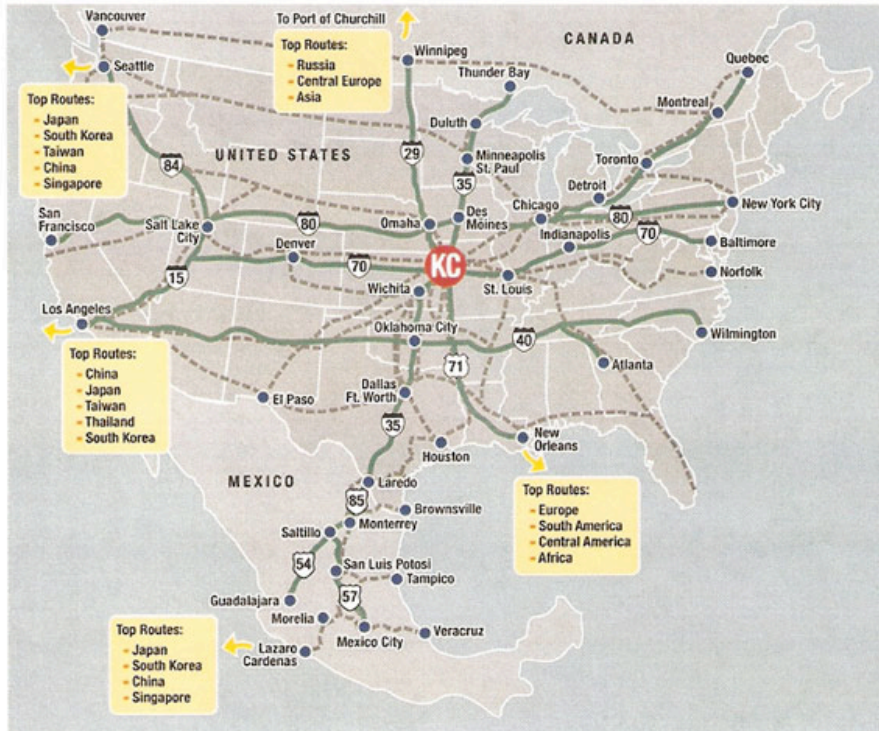 Vancouver
To Port of Churchill
CANADA
Top Routes:
- Russia
- Central Europe
- Asia
Winnipeg
Thunder Bay
Quebec
Seattle
Top Routes:
- Japan
- South Korea
- Taiwan
- China
- Singapore
Montreal
Duluth
UNITED STATES
29
Minneapolis
St. Paul
Toronto
84
35
Detroit
San
Francisco
Salt Lake
City
80
Omaha
Des
Moines
Chicago
80
New York City
Indianapolis
70
Denver
70
KC
Baltimore
15
Wichita
St. Louis
Norfolk
Los Angeles
Oklahoma City
40
Wilmington
Top Routes:
- China
- Japan
- Taiwan
- Thailand
- South Korea
71
Atlanta
El Paso
Dallas
Ft. Worth
35
New
Orleans
Houston
MEXICO
Laredo
Top Routes:
- Europe
- South America
- Central America
- Africa
85
Brownsville
Saltillo
Monterrey
54
San Luis Potosi
Tampico
57
Guadalajara
Morelia
Mexico City
Veracruz
Top Routes:
- Japan
- South Korea
- China
- Singapore
Lazaro
Cardenas